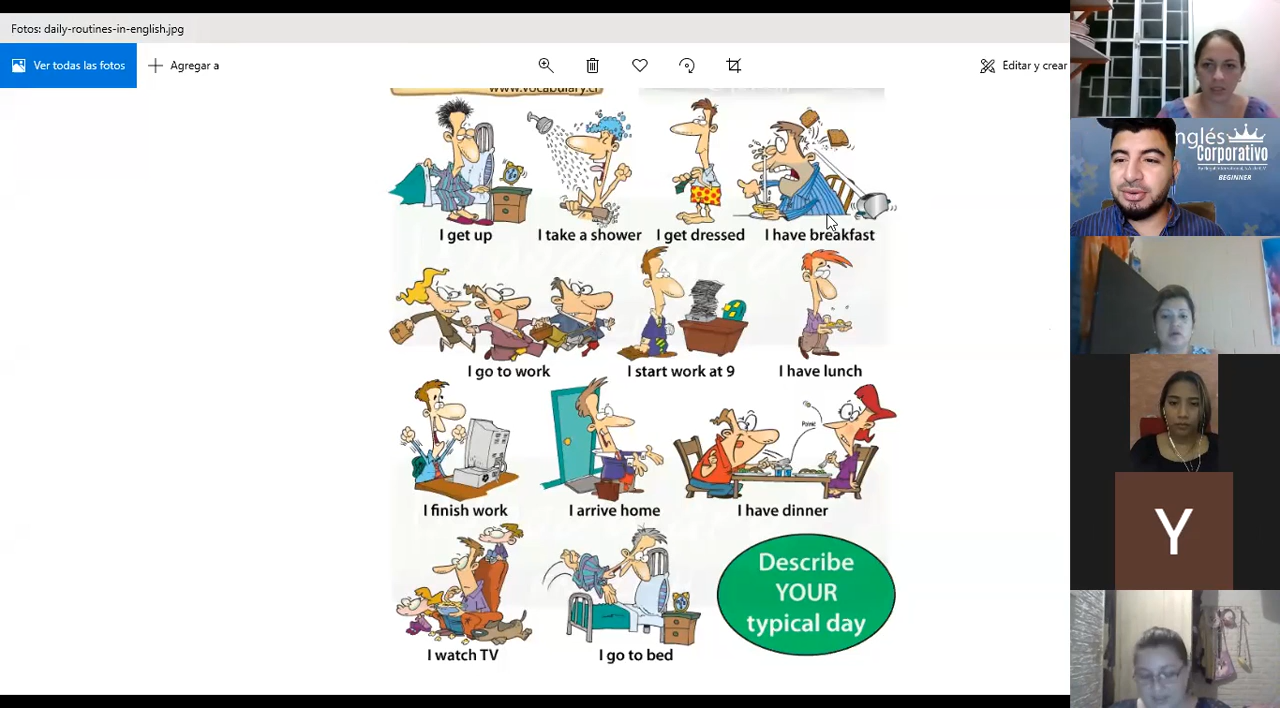 Fotos: daily-routines-in-english.jpg
Ver todas las fotos
Agregar a
Editar y crear
www.vocabulary.cl
I get up
I take a shower
I get dressed
I have breakfast
I go to work
I start work at 9
I have lunch
I finish work
I arrive home
I have dinner
I watch TV
I go to bed
Describe
YOUR
typical day
nglés
Corporativo
BEGINNER
Y